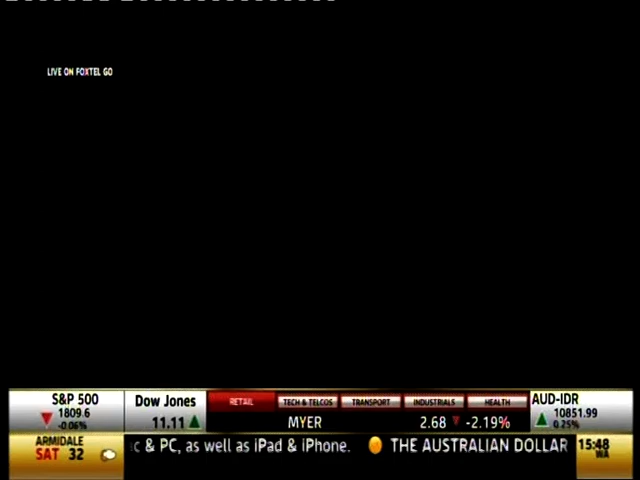 LIVE ON FOXTEL GO
S&P 500
1809.6
-0.06%
Dow Jones
11.11
RETAIL
TECH & TELCOS
TRANSPORT
INDUSTRIALS
HEALTH
MYER 2.68 -2.19%
AUD-IDR
10851.99
0.25%
ARMIDALE
SAT 32
& PC, as well as iPad & iPhone. THE AUSTRALIAN DOLLAR
15:48
WA